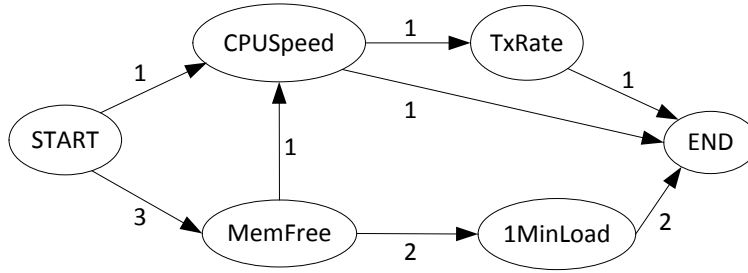 CPUSpeed 1 TxRate
1 1
1
START END
1
3 2
MemFree 2 1MinLoad